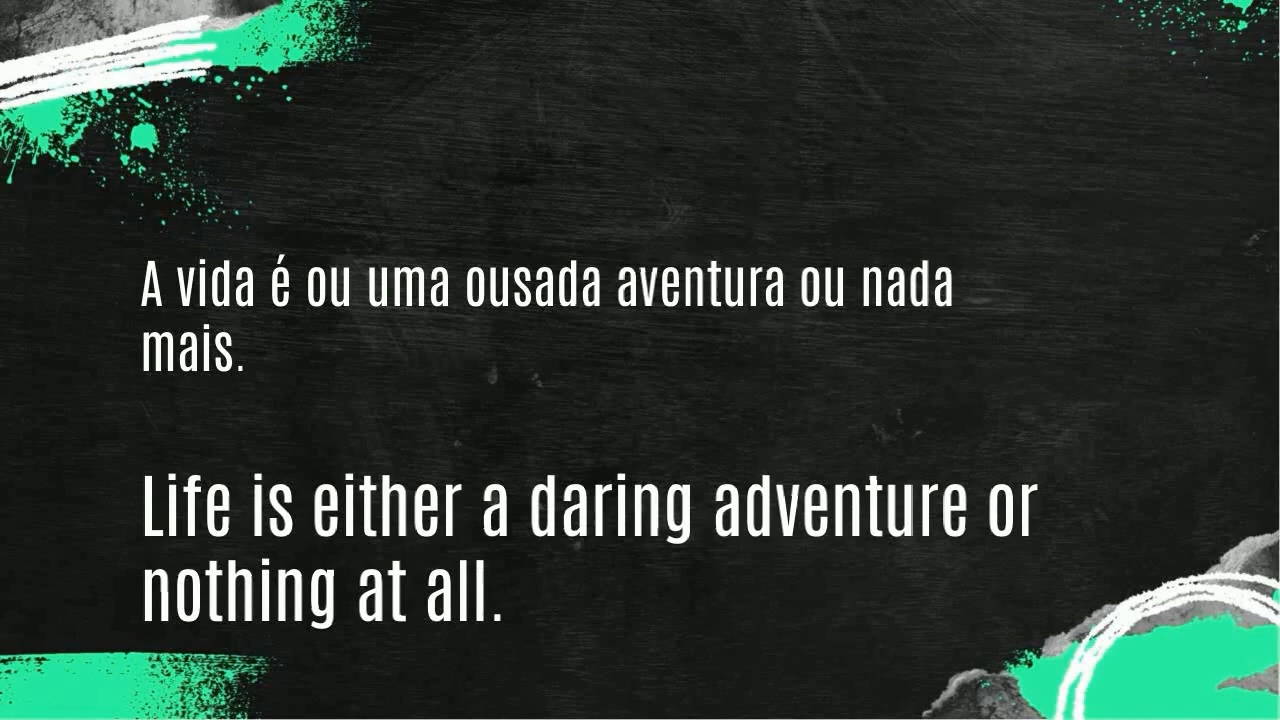 A vida é ou uma ousada aventura ou nada
mais.
Life is either a daring adventure or
nothing at all.